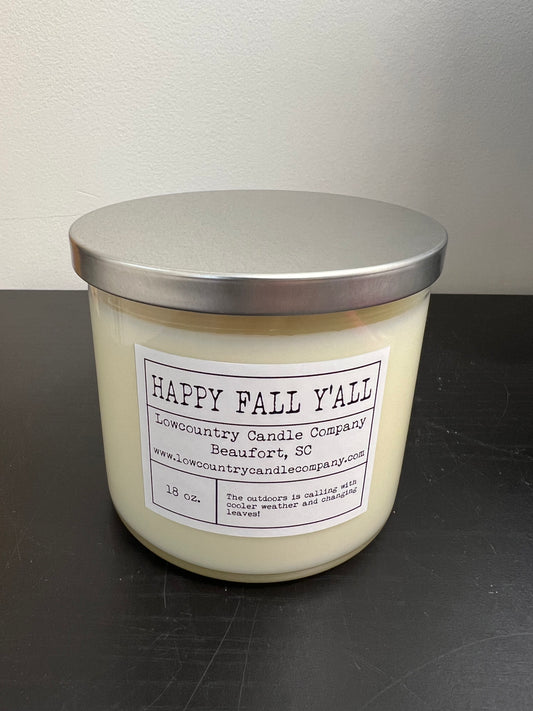 HAPPY FALL Y'ALL
Lowcountry Candle Company
Beaufort, SC
www.lowcountrycandlecompany.com
18 oz.
The outdoors is calling with
cooler weather and changing
leaves!